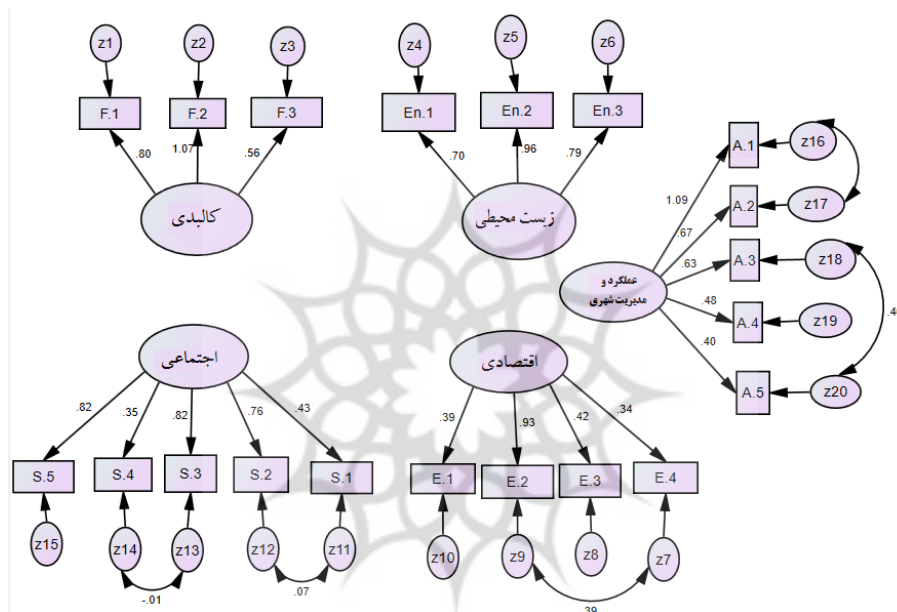 z1 z2 z3 z4 z5 z6
F.1 F.2 F.3 En.1 En.2 En.3
.80 1.07 .56 .70 .96 .79
کالبدی زیست محیطی
A.1 z16
1.09
A.2 z17
.67
A.3 z18
.63
عملکرد و
مدیریت شهری
.48 A.4 z19
.40
A.5 z20
اجتماعی اقتصادی
.82 .35 .82 .76 .43 .39 .93 .42 .34
S.5 S.4 S.3 S.2 S.1 E.1 E.2 E.3 E.4
z15 z14 z13 z12 z11 z10 z9 z8 z7
-.01 .07 .39